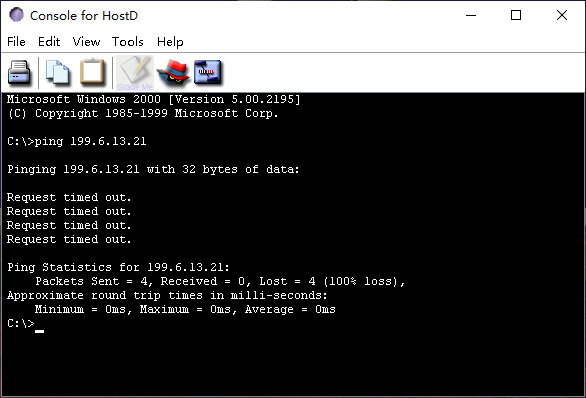 Console for HostD
File Edit View Tools Help
Grade Me
Microsoft Windows 2000 [Version 5.00.2195]
(C) Copyright 1985-1999 Microsoft Corp.
C:\>ping 199.6.13.21
Pinging 199.6.13.21 with 32 bytes of data:
Request timed out.
Request timed out.
Request timed out.
Request timed out.
Ping Statistics for 199.6.13.21:
Packets Sent = 4, Received = 0, Lost = 4 (100% loss),
Approximate round trip times in milli-seconds:
Minimum = 0ms, Maximum = 0ms, Average = 0ms
C:\>